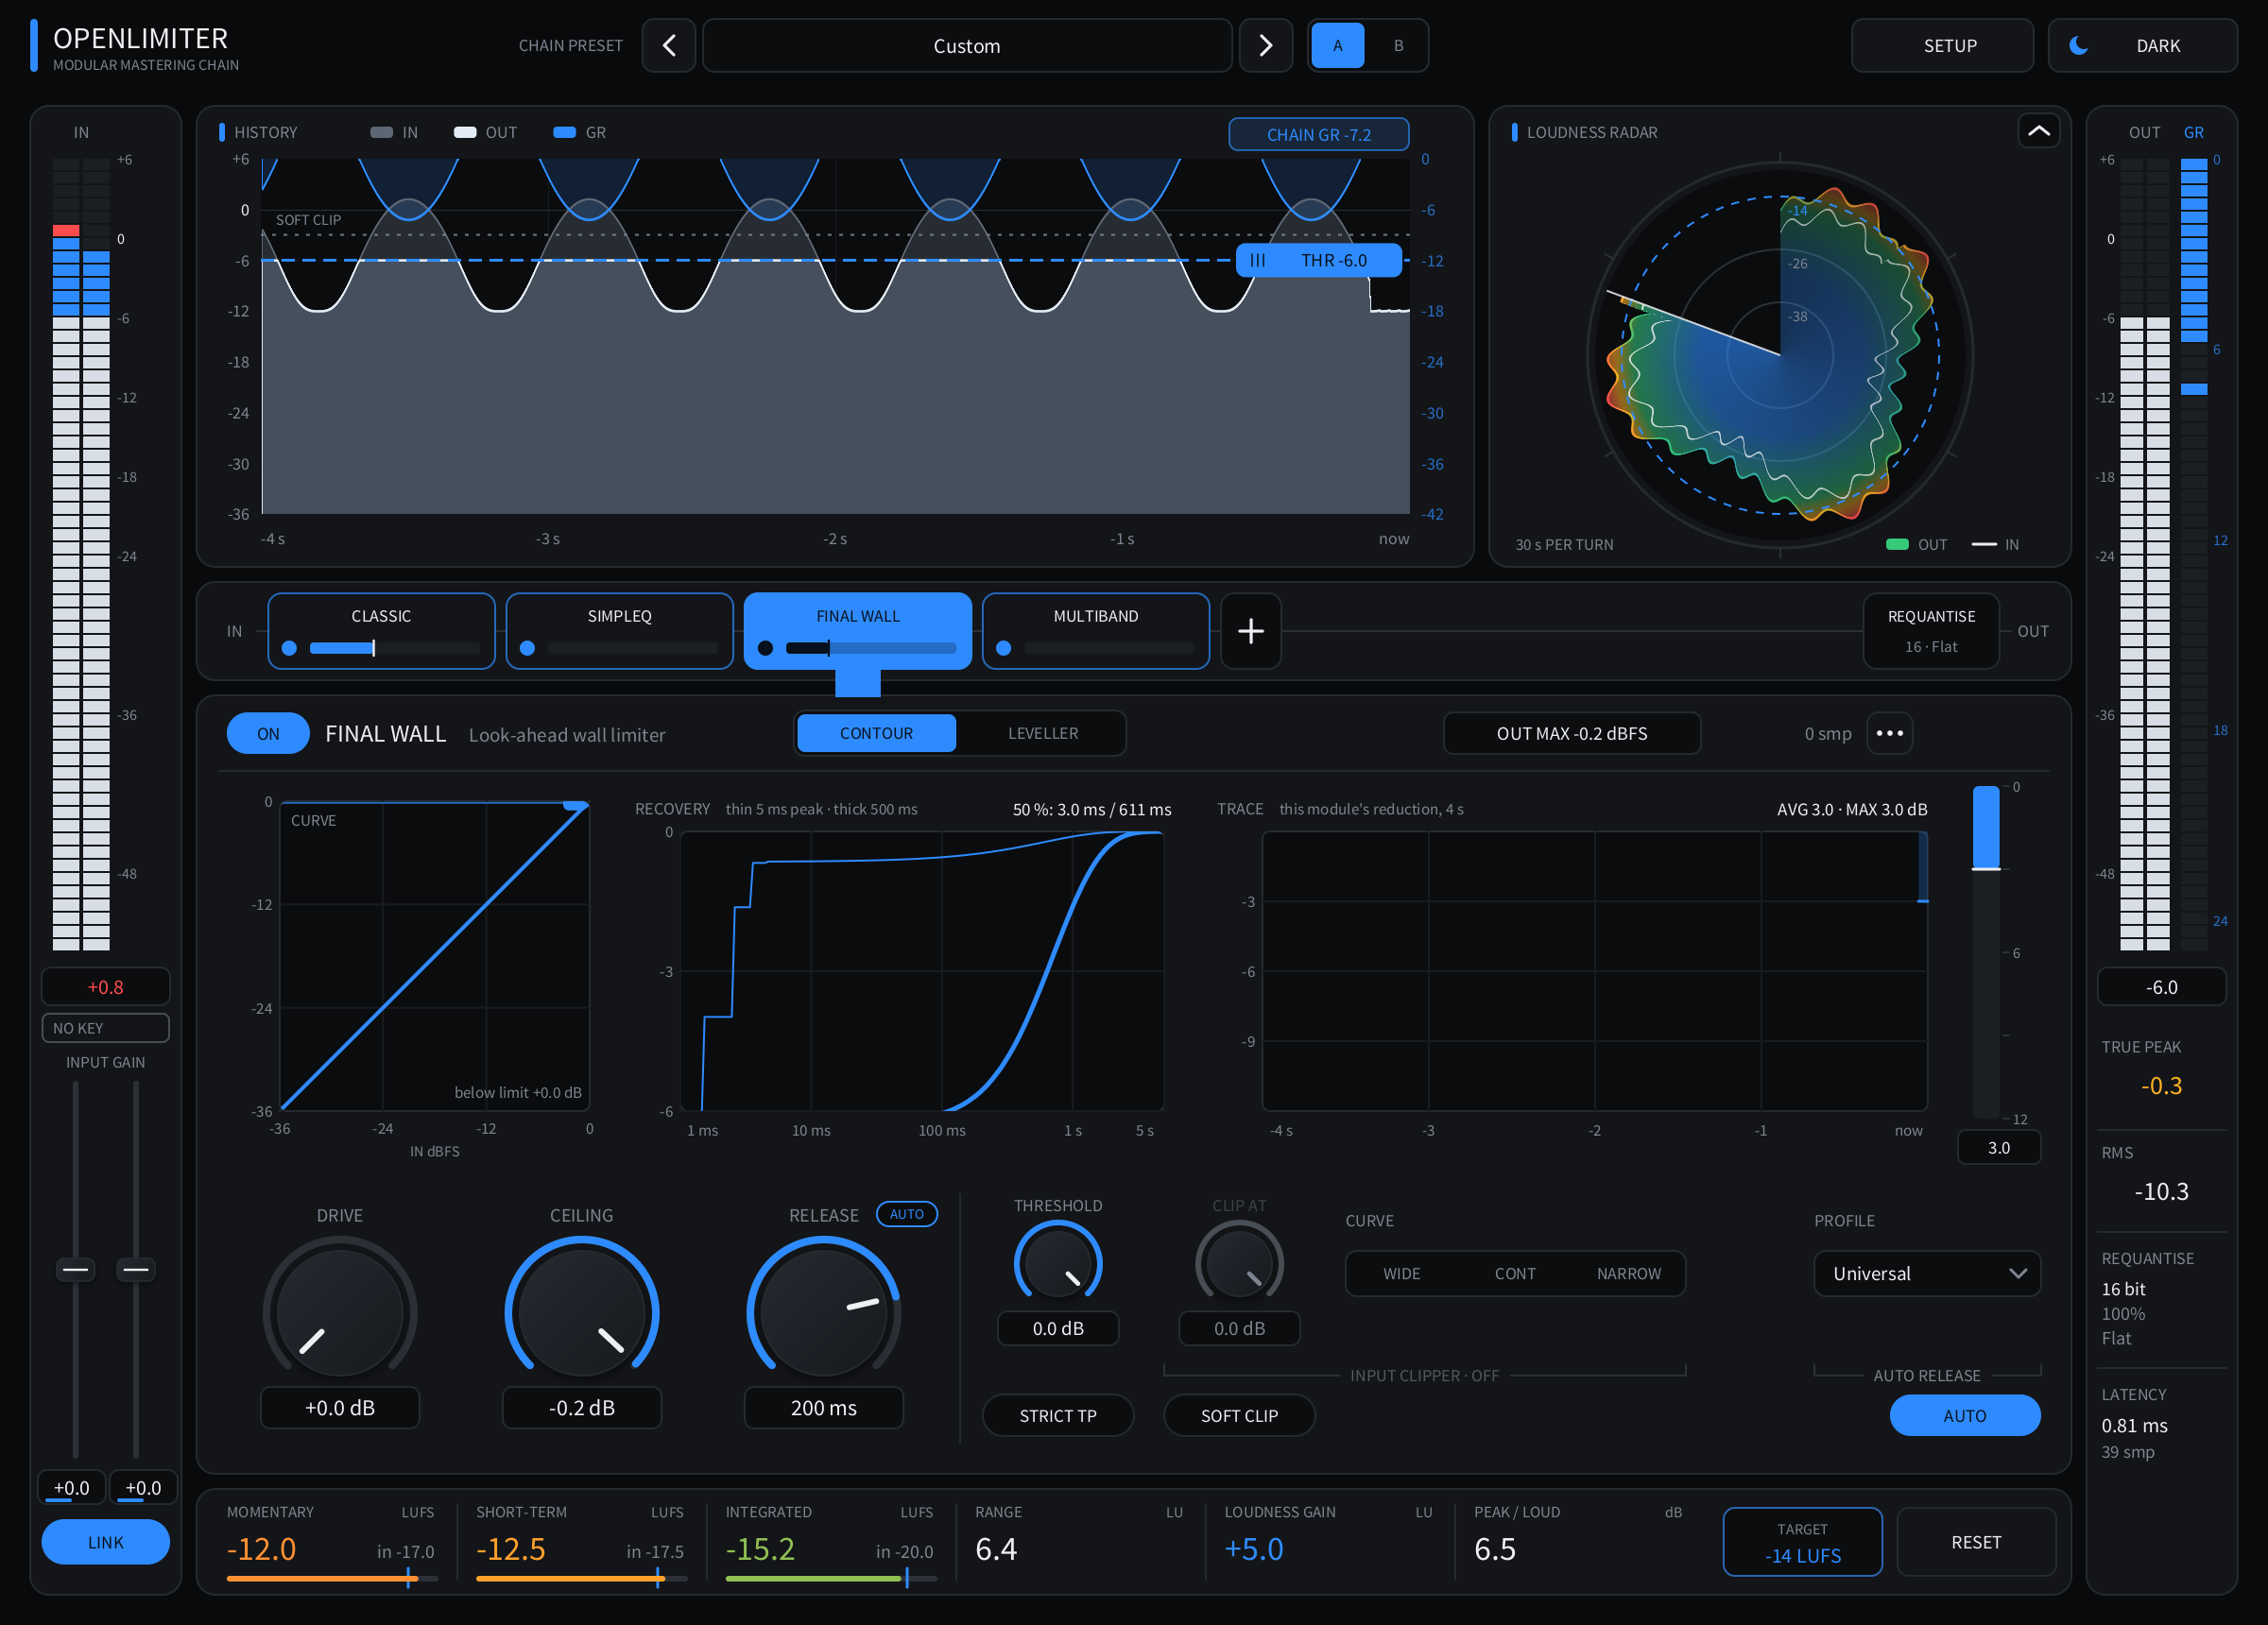 OPENLIMITER
MODULAR MASTERING CHAIN
CHAIN PRESET
Custom
A
B
SETUP
DARK
IN
+6
0
-6
-12
-18
-24
-36
-48
+0.8
NO KEY
INPUT GAIN
+0.0
+0.0
LINK
HISTORY
IN
OUT
GR
CHAIN GR -7.2
+6
0
-6
-12
-18
-24
-30
-36
SOFT CLIP
THR -6.0
0
-6
-12
-18
-24
-30
-36
-42
-4 s
-3 s
-2 s
-1 s
now
LOUDNESS RADAR
-14
-26
-38
30 s PER TURN
OUT
IN
IN
CLASSIC
SIMPLEQ
FINAL WALL
MULTIBAND
REQUANTISE
16 · Flat
OUT
ON
FINAL WALL
Look-ahead wall limiter
CONTOUR
LEVELLER
OUT MAX -0.2 dBFS
0 smp
CURVE
0
-12
-24
-36
below limit +0.0 dB
-36
-24
-12
0
IN dBFS
RECOVERY
thin 5 ms peak · thick 500 ms
50 %: 3.0 ms / 611 ms
0
-3
-6
1 ms
10 ms
100 ms
1 s
5 s
TRACE
this module's reduction, 4 s
AVG 3.0 · MAX 3.0 dB
-3
-6
-9
-4 s
-3
-2
-1
now
0
6
12
3.0
DRIVE
+0.0 dB
CEILING
-0.2 dB
RELEASE
AUTO
200 ms
THRESHOLD
0.0 dB
CLIP AT
0.0 dB
CURVE
WIDE
CONT
NARROW
PROFILE
Universal
INPUT CLIPPER · OFF
AUTO RELEASE
STRICT TP
SOFT CLIP
AUTO
MOMENTARY
LUFS
-12.0
in -17.0
SHORT-TERM
LUFS
-12.5
in -17.5
INTEGRATED
LUFS
-15.2
in -20.0
RANGE
LU
6.4
LOUDNESS GAIN
LU
+5.0
PEAK / LOUD
dB
6.5
TARGET
-14 LUFS
RESET
OUT
GR
+6
0
-6
-12
-18
-24
-36
-48
0
6
12
18
24
-6.0
TRUE PEAK
-0.3
RMS
-10.3
REQUANTISE
16 bit
100%
Flat
LATENCY
0.81 ms
39 smp